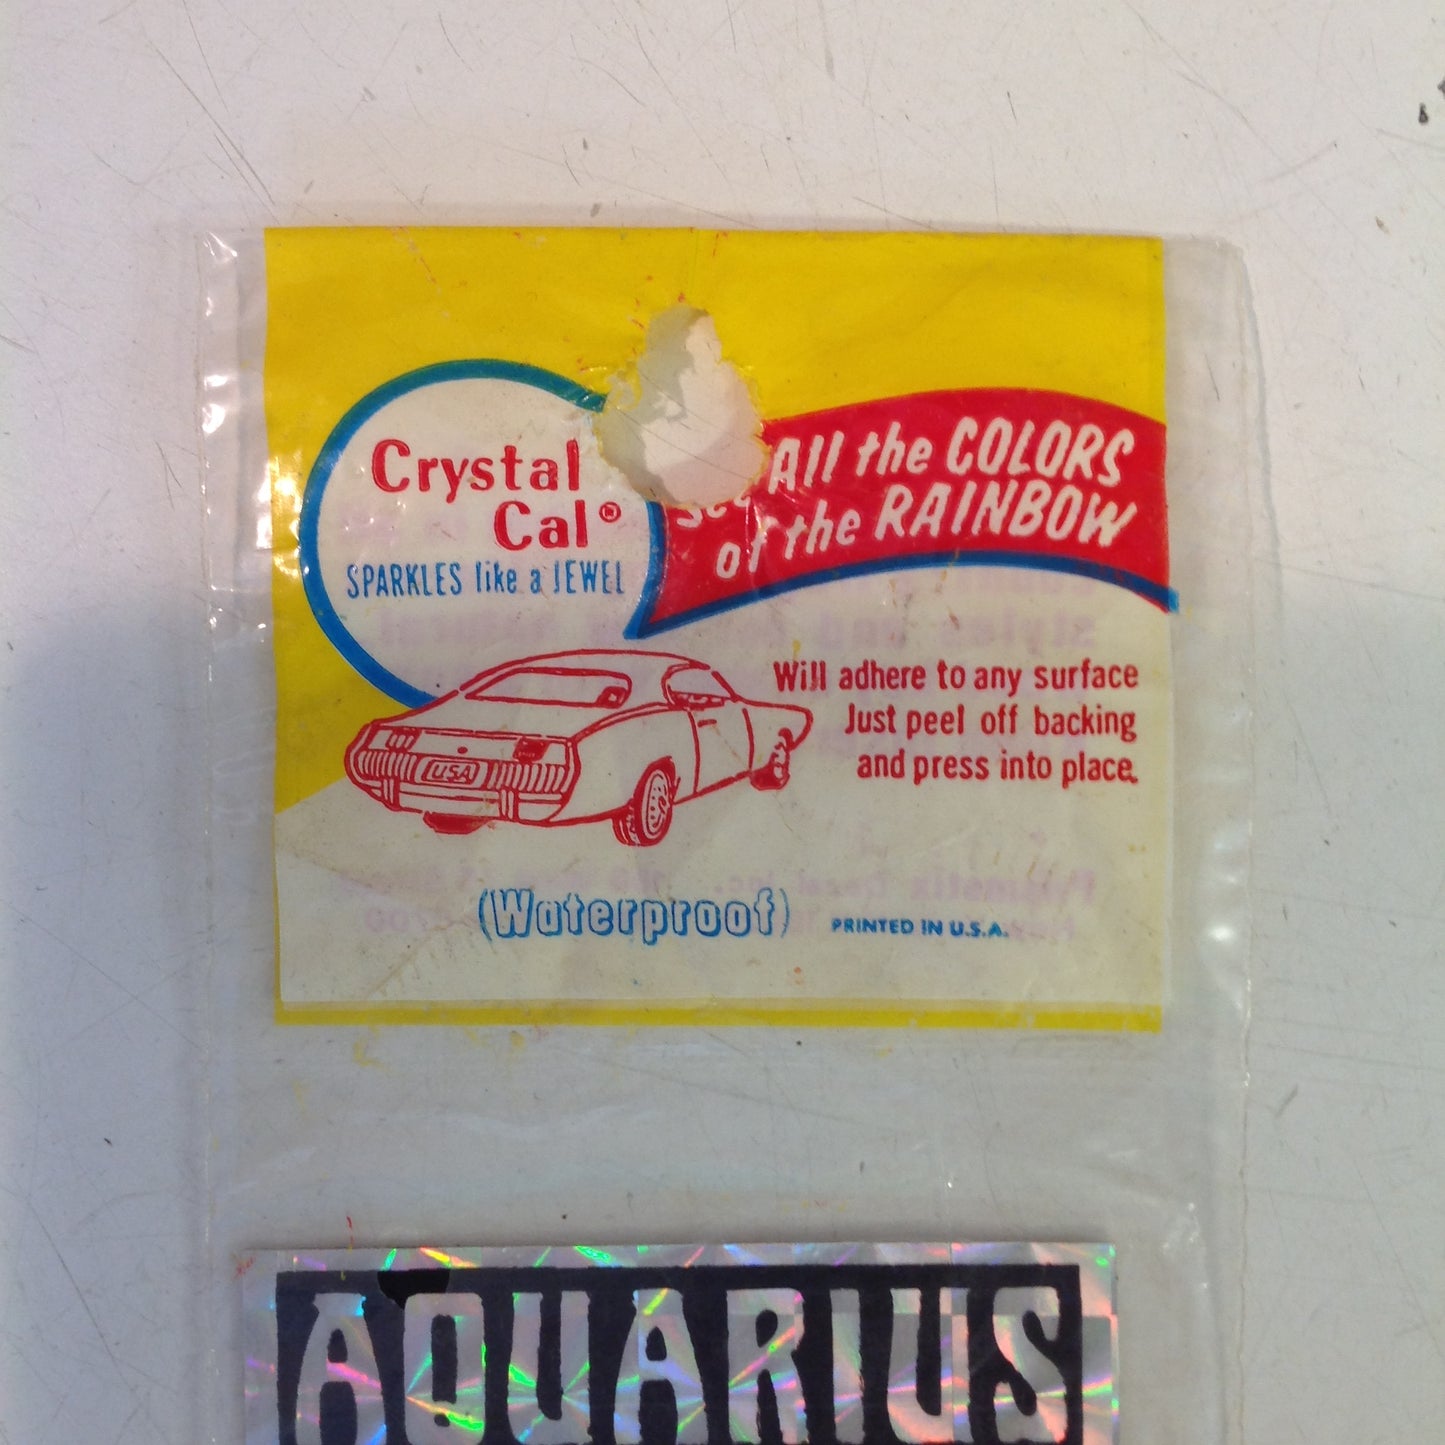 Crystal
Cal®
SPARKLES like a JEWEL
See All the COLORS
of the RAINBOW
Will adhere to any surface
Just peel off backing
and press into place.
USA
(Waterproof)
PRINTED IN U.S.A.
AQUARIUS